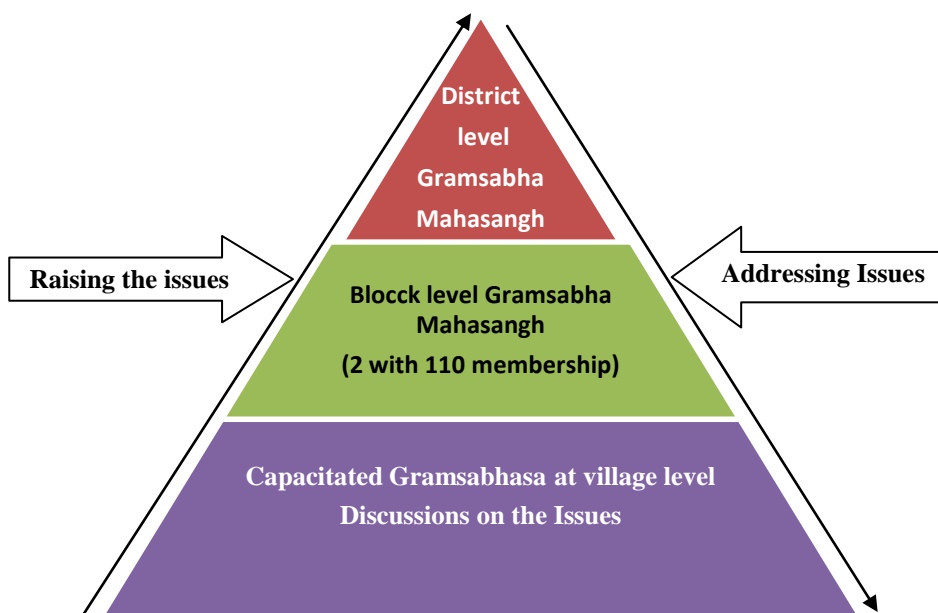 District
level
Gramsabha
Mahasangh
Raising the issues
Addressing Issues
Blocck level Gramsabha
Mahasangh
(2 with 110 membership)
Capacitated Gramsabhasa at village level
Discussions on the Issues